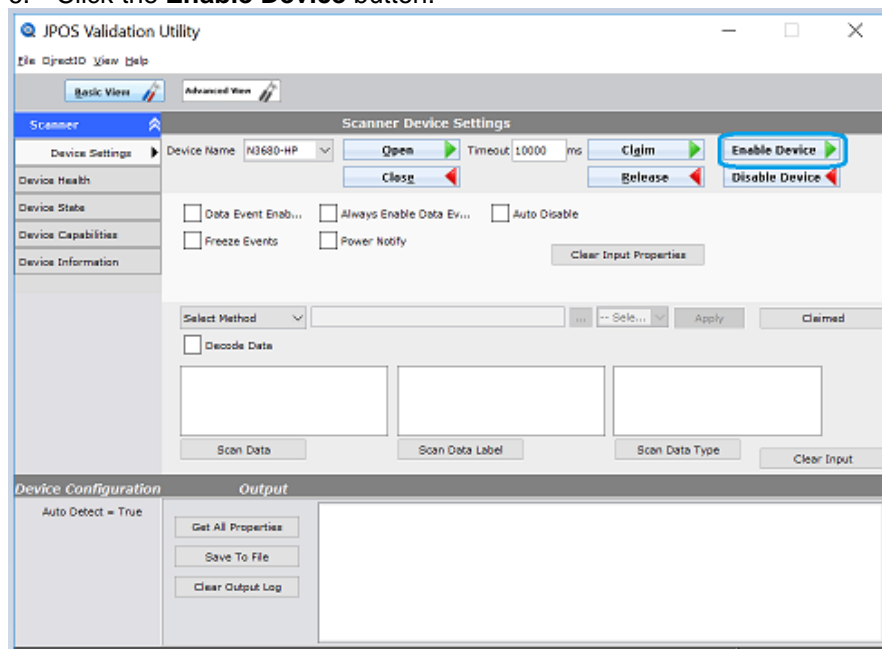 Click the Enable Device button.
JPOS Validation Utility
File DjrectIO View Help
Basic View Advanced View
Scanner
Scanner Device Settings
Device Settings
Device Name N3680-HP Open Timeout 10000 ms Claim Enable Device
Close Release Disable Device
Device Health
Device State
Device Capabilities
Device Information
Data Event Enab... Always Enable Data Ev... Auto Disable
Freeze Events Power Notify
Clear Input Properties
Select Method ... -- Sele... Apply Claimed
Decode Data
Scan Data Scan Data Label Scan Data Type Clear Input
Device Configuration Output
Auto Detect = True
Get All Properties
Save To File
Clear Output Log